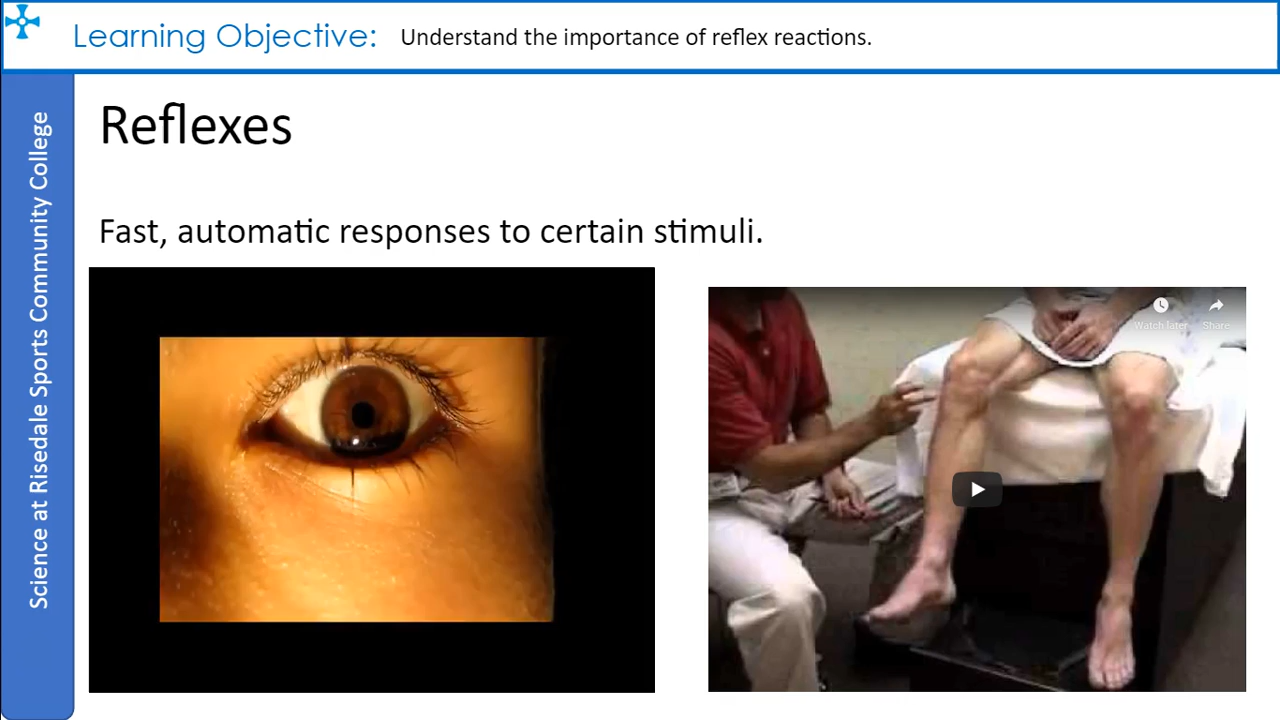 Learning Objective: Understand the importance of reflex reactions.
Science at Risedale Sports Community College
Reflexes
Fast, automatic responses to certain stimuli.
Watch later Share